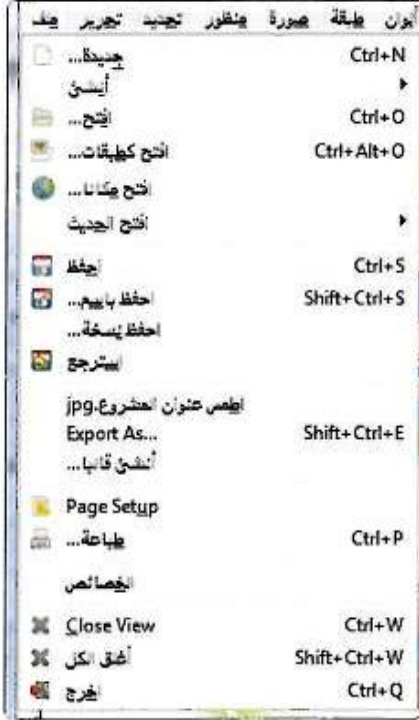 ملف تحرير تحديد منظور صورة طبقة ألوان
جديدة... Ctrl+N
أنشئ
افتح... Ctrl+O
افتح كطبقات... Ctrl+Alt+O
افتح مكانا...
افتح الحديث
احفظ Ctrl+S
احفظ باسم... Shift+Ctrl+S
احفظ نسخة...
استرجع
اطمس عنوان المشروع.jpg
Export As... Shift+Ctrl+E
أنشئ قالبا...
Page Setup
طباعة... Ctrl+P
الخصائص
Close View Ctrl+W
أغلق الكل Shift+Ctrl+W
اخرج Ctrl+Q